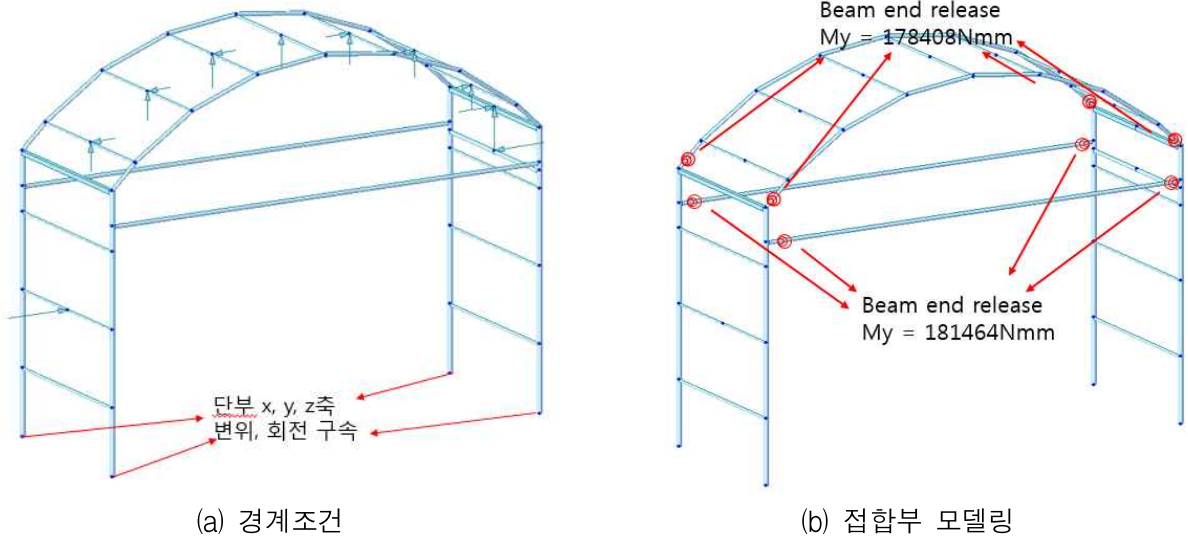 Beam end release
My = 178408Nmm
Beam end release
My = 181464Nmm
단부 x, y, z축
변위, 회전 구속
(a) 경계조건
(b) 접합부 모델링